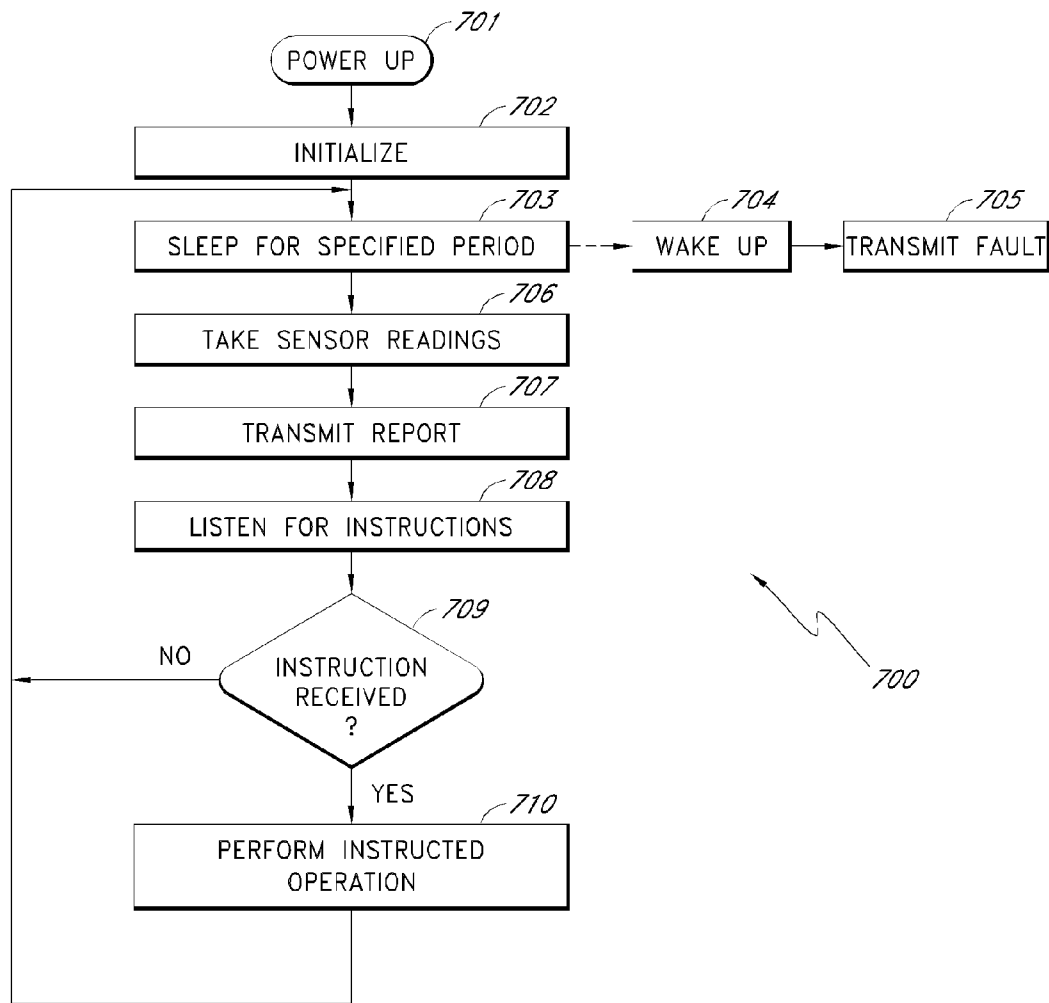 701
POWER UP
702
INITIALIZE
703
SLEEP FOR SPECIFIED PERIOD
704
WAKE UP
705
TRANSMIT FAULT
706
TAKE SENSOR READINGS
707
TRANSMIT REPORT
708
LISTEN FOR INSTRUCTIONS
709
INSTRUCTION
RECEIVED
?
NO
YES
700
710
PERFORM INSTRUCTED
OPERATION